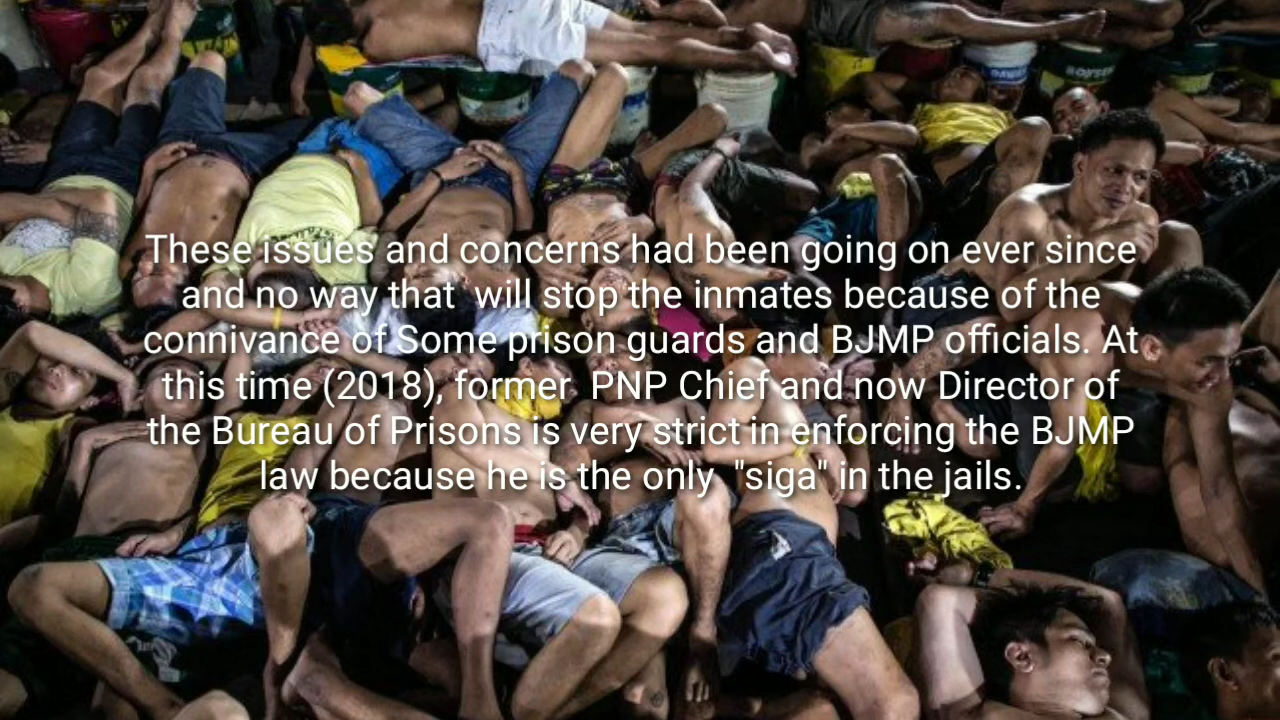 These issues and concerns had been going on ever since
and no way that  will stop the inmates because of the
connivance of Some prison guards and BJMP officials. At
this time (2018), former  PNP Chief and now Director of
the Bureau of Prisons is very strict in enforcing the BJMP
law because he is the only  "siga" in the jails.